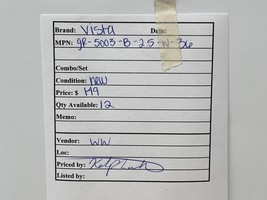 Brand: Vista Date:
MPN: gR-5003-B-25-W-36
Combo/Set
Condition: new
Price: $ 149
Qty Available: 12
Memo:
Vendor: WW
Loc:
Priced by:
Listed by: